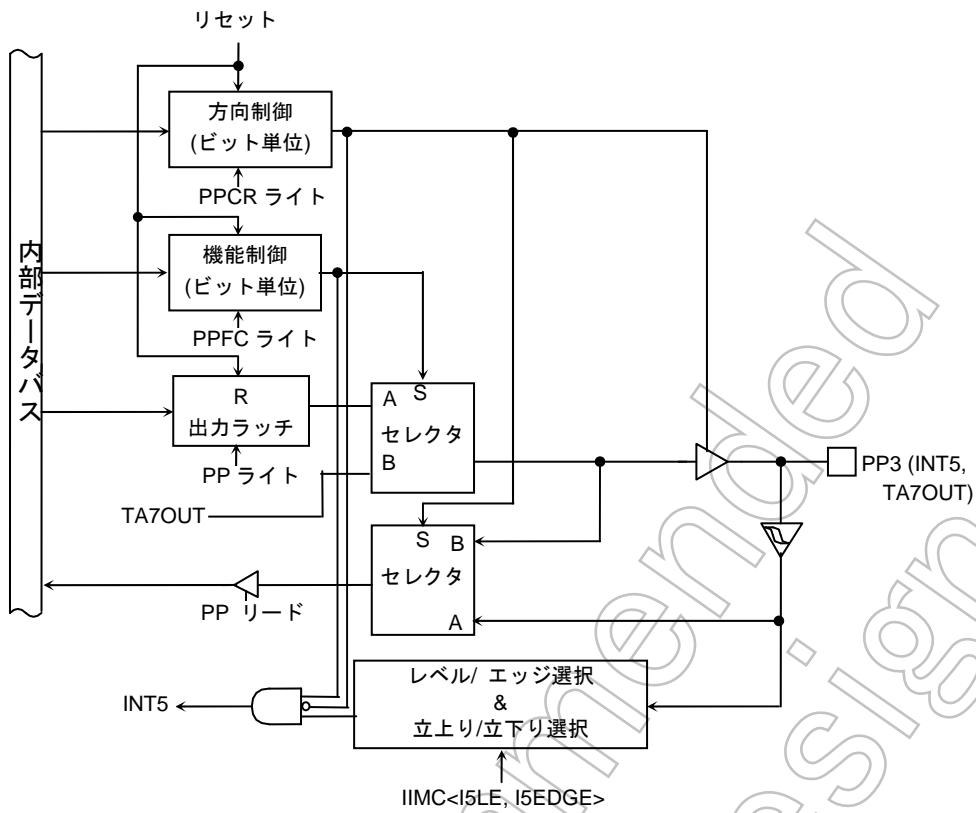 リセット
方向制御
(ビット単位)
PPCR ライト
内部データバス
機能制御
(ビット単位)
PPFC ライト
R
出力ラッチ
PP ライト
A S
セレクタ
B
TA7OUT
PP3 (INT5,
TA7OUT)
S B
セレクタ
A
PP リード
レベル/ エッジ選択
&
立上り/立下り選択
INT5
IIMC<I5LE, I5EDGE>
mmended
esign